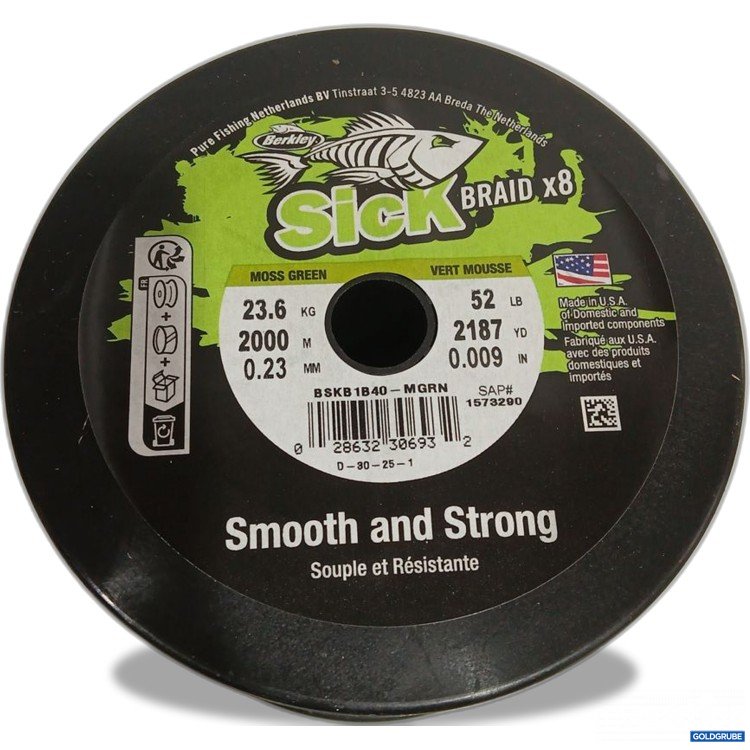 Pure Fishing Netherlands BV Tinstraat 3-5 4823 AA Breda The Netherlands
Berkley
SicK
BRAID x8
MOSS GREEN
VERT MOUSSE
FR
23.6 KG
52 LB
2000 M
2187 YD
0.23 MM
0.009 IN
Made in U.S.A.
of Domestic and
imported components
Fabriqué aux U.S.A.
avec des produits
domestiques et
importés
BSKB1B40-MGRN
SAP#
1573290
0 28632 30693 2
D-30-25-1
Smooth and Strong
Souple et Résistante
GOLDGRUBE